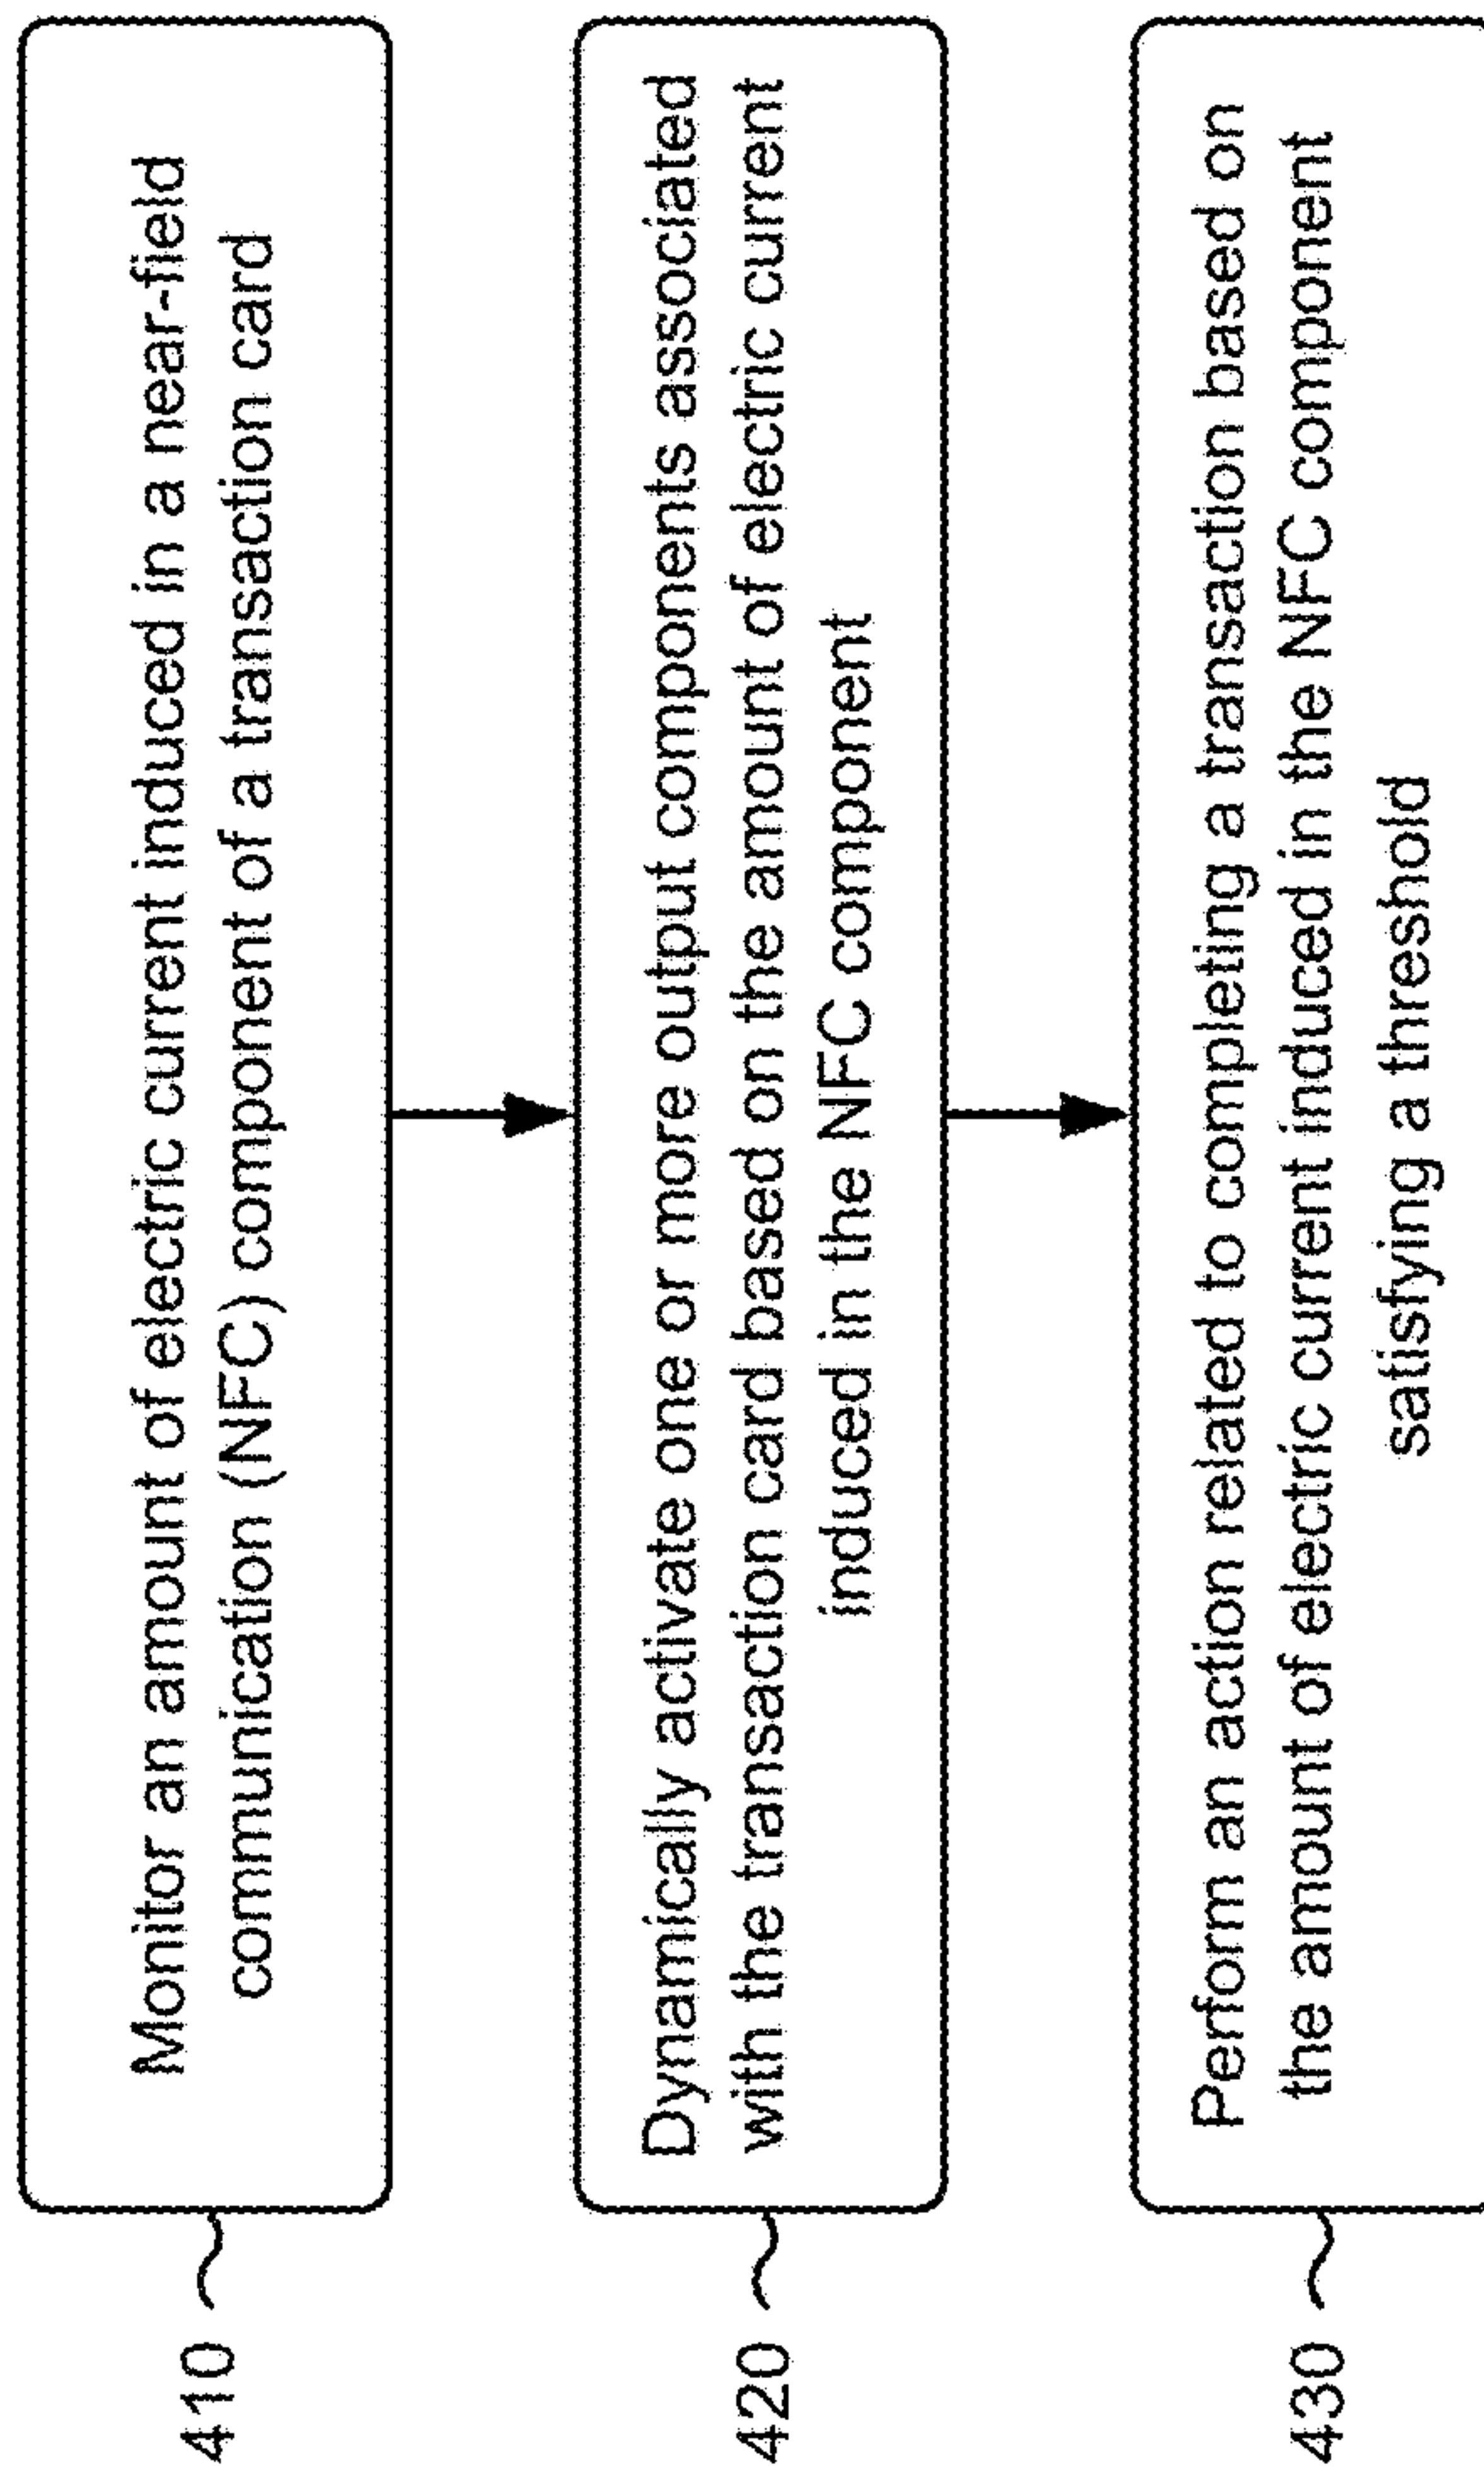 410
Monitor an amount of electric current induced in a near-field
communication (NFC) component of a transaction card
420
Dynamically activate one or more output components associated
with the transaction card based on the amount of electric current
induced in the NFC component
430
Perform an action related to completing a transaction based on
the amount of electric current induced in the NFC component
satisfying a threshold